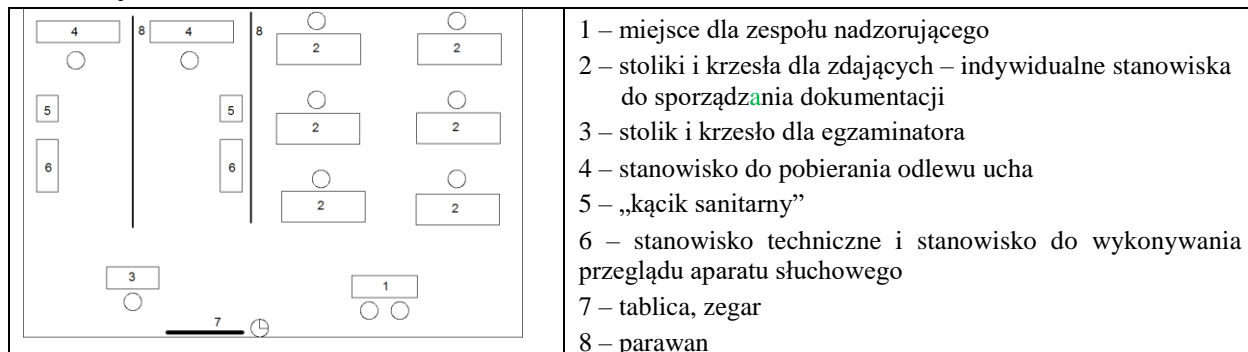 4
8
4
8
2
2
5
5
2
2
6
6
2
2
3
1
7
1 – miejsce dla zespołu nadzorującego
2 – stoliki i krzesła dla zdających – indywidualne stanowiska
do sporządzania dokumentacji
3 – stolik i krzesło dla egzaminatora
4 – stanowisko do pobierania odlewu ucha
5 – „kącik sanitarny”
6 – stanowisko techniczne i stanowisko do wykonywania
przeglądu aparatu słuchowego
7 – tablica, zegar
8 – parawan